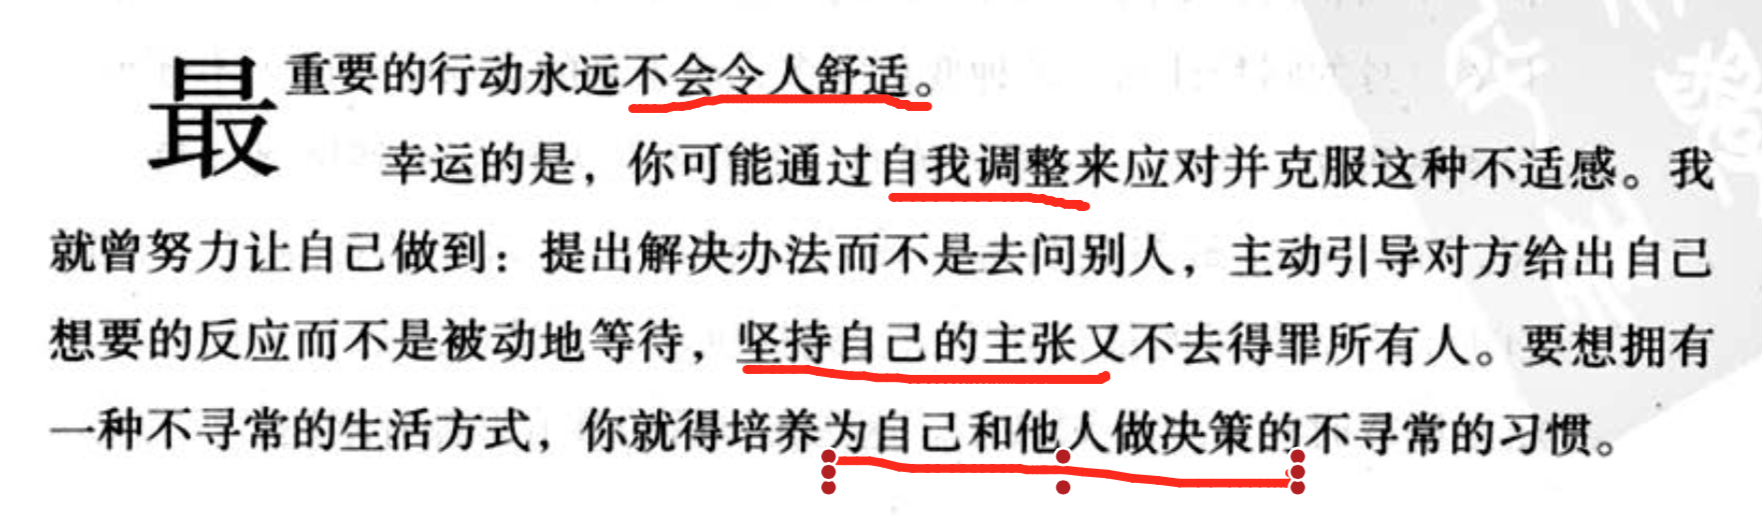 最重要的行动永远不会令人舒适。
幸运的是，你可能通过自我调整来应对并克服这种不适感。我
就曾努力让自己做到：提出解决办法而不是去问别人，主动引导对方给出自己
想要的反应而不是被动地等待，坚持自己的主张又不去得罪所有人。要想拥有
一种不寻常的生活方式，你就得培养为自己和他人做决策的不寻常的习惯。